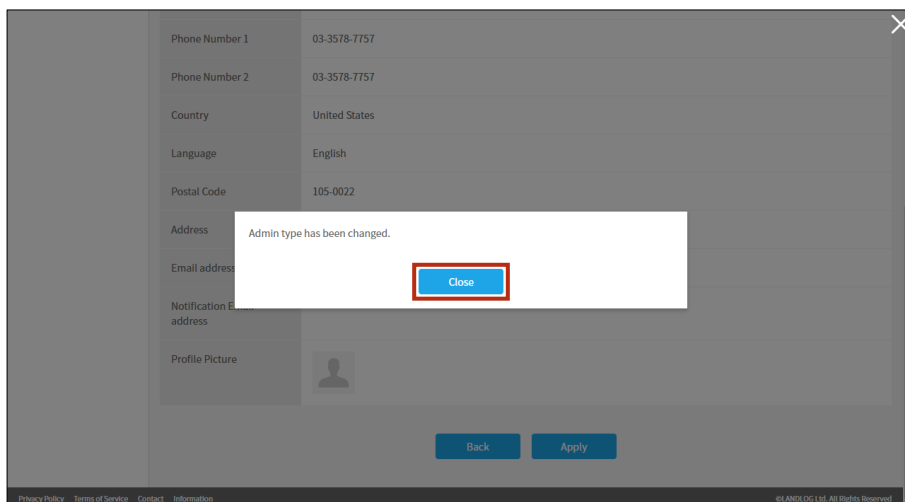 Phone Number 1 03-3578-7757
Phone Number 2 03-3578-7757
Country United States
Language English
Postal Code 105-0022
Address
Admin type has been changed.
Email address
Close
Notification
address
Profile Picture
Back Apply
Privacy Policy Terms of Service Contact Information ©LANDLOG Ltd. All Rights Reserved